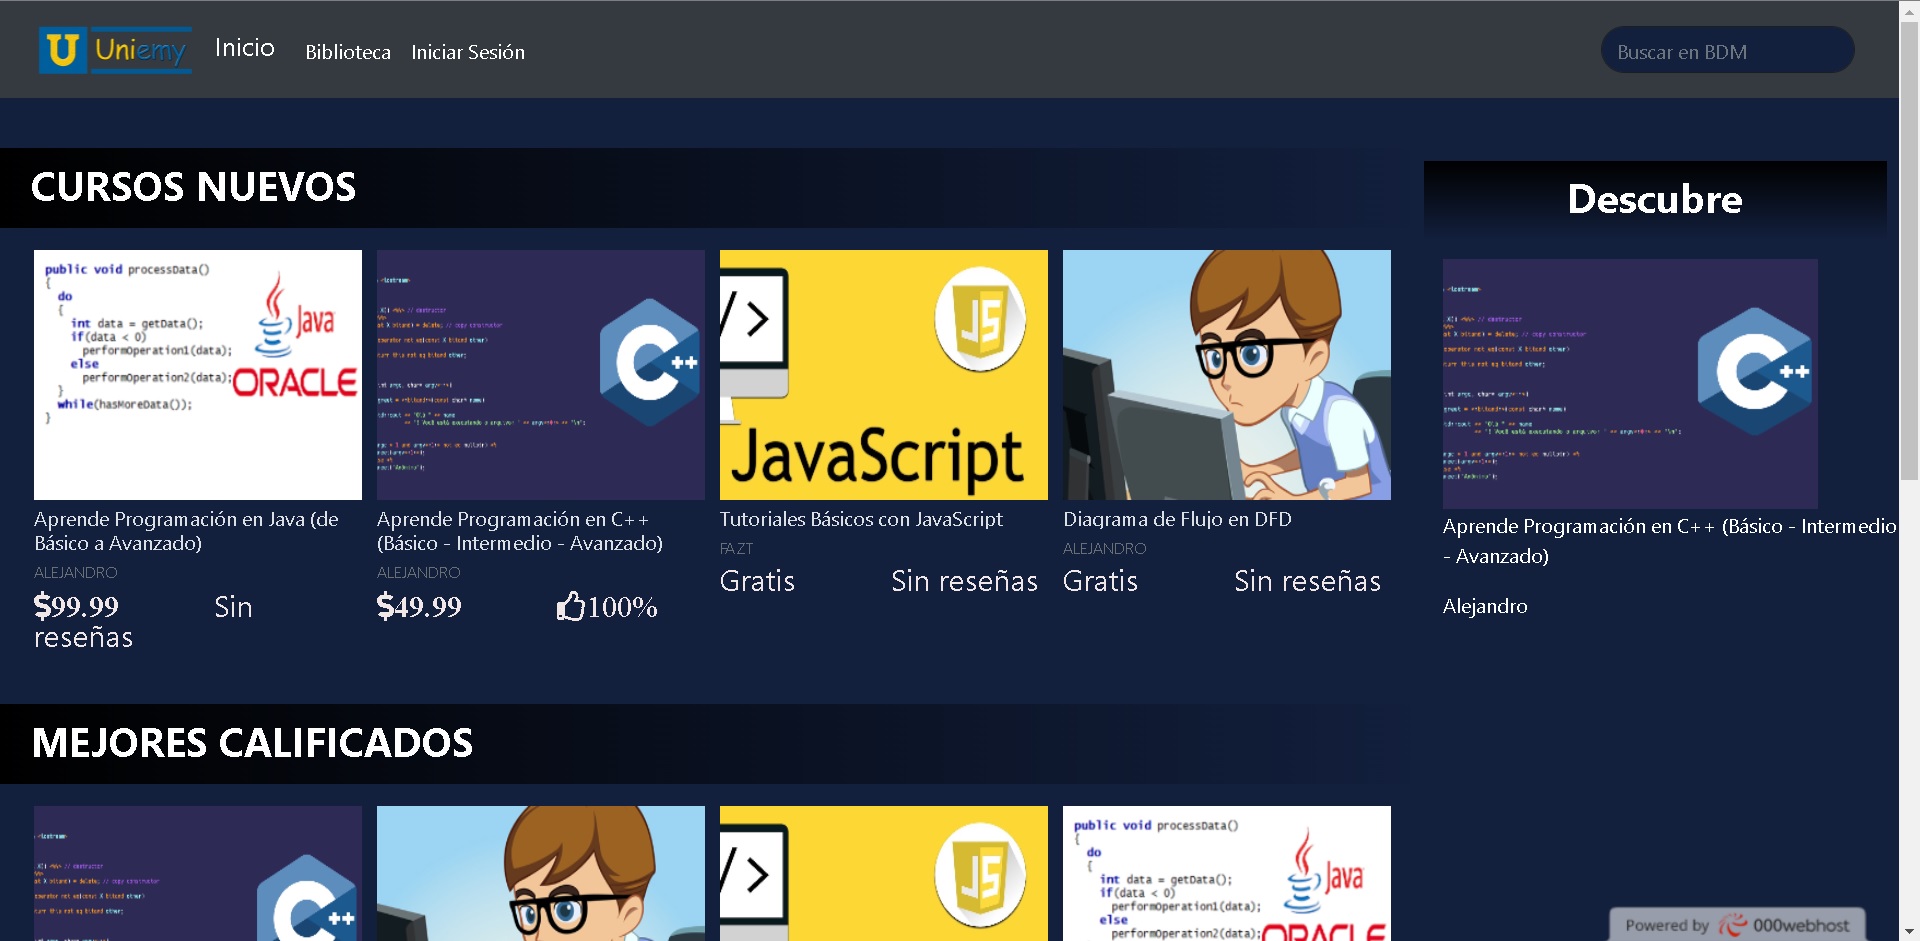 U Uniemy
Inicio
Biblioteca
Iniciar Sesión
Buscar en BDM
CURSOS NUEVOS
public void processData()
{
do
{
int data = getData();
if(data < 0)
performOperation1(data);
else
performOperation2(data);
}
while(hasMoreData());
}
Java
ORACLE
Aprende Programación en Java (de
Básico a Avanzado)
ALEJANDRO
$99.99 Sin
reseñas
C++
Aprende Programación en C++
(Básico - Intermedio - Avanzado)
ALEJANDRO
$49.99 100%
JS
JavaScript
Tutoriales Básicos con JavaScript
FAZT
Gratis Sin reseñas
Diagrama de Flujo en DFD
ALEJANDRO
Gratis Sin reseñas
Descubre
C++
Aprende Programación en C++ (Básico - Intermedio
- Avanzado)
Alejandro
MEJORES CALIFICADOS
C++
JS
public void processData()
{
do
{
int data = getData();
if(data < 0)
performOperation1(data);
else
performOperation2(data);
Java
ORACLE
Powered by 000webhost